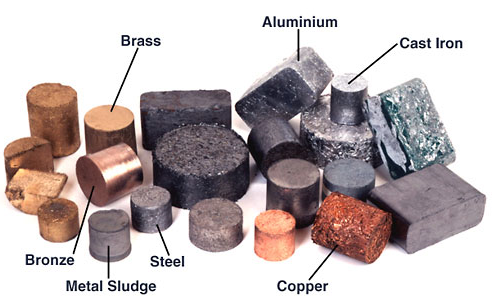 Aluminium
Brass
Cast Iron
Bronze
Steel
Metal Sludge
Copper